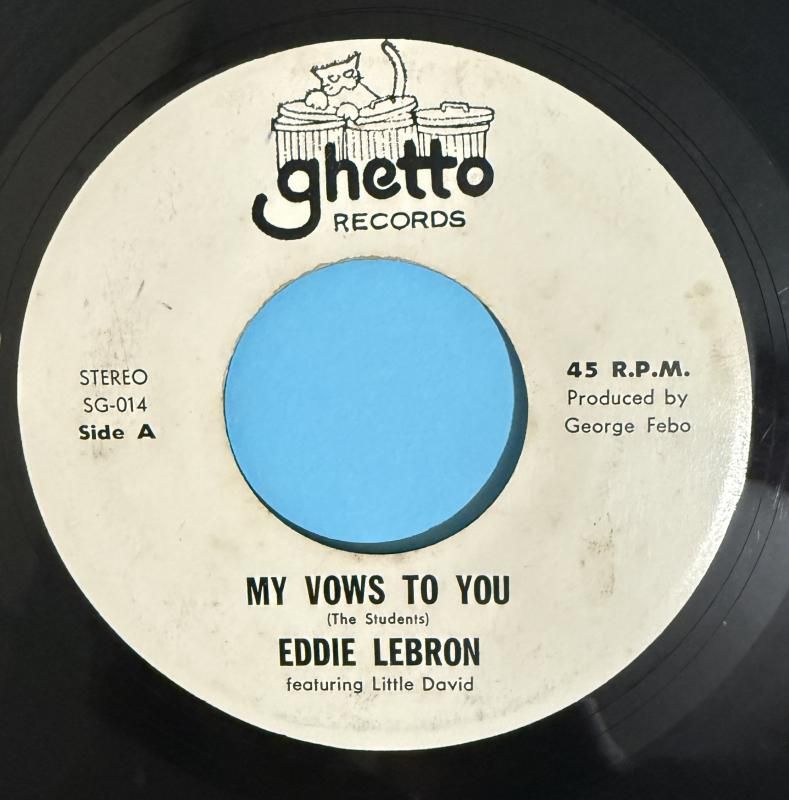 ghetto
RECORDS
STEREO
SG-014
Side A
45 R.P.M.
Produced by
George Febo
MY VOWS TO YOU
(The Students)
EDDIE LEBRON
featuring Little David